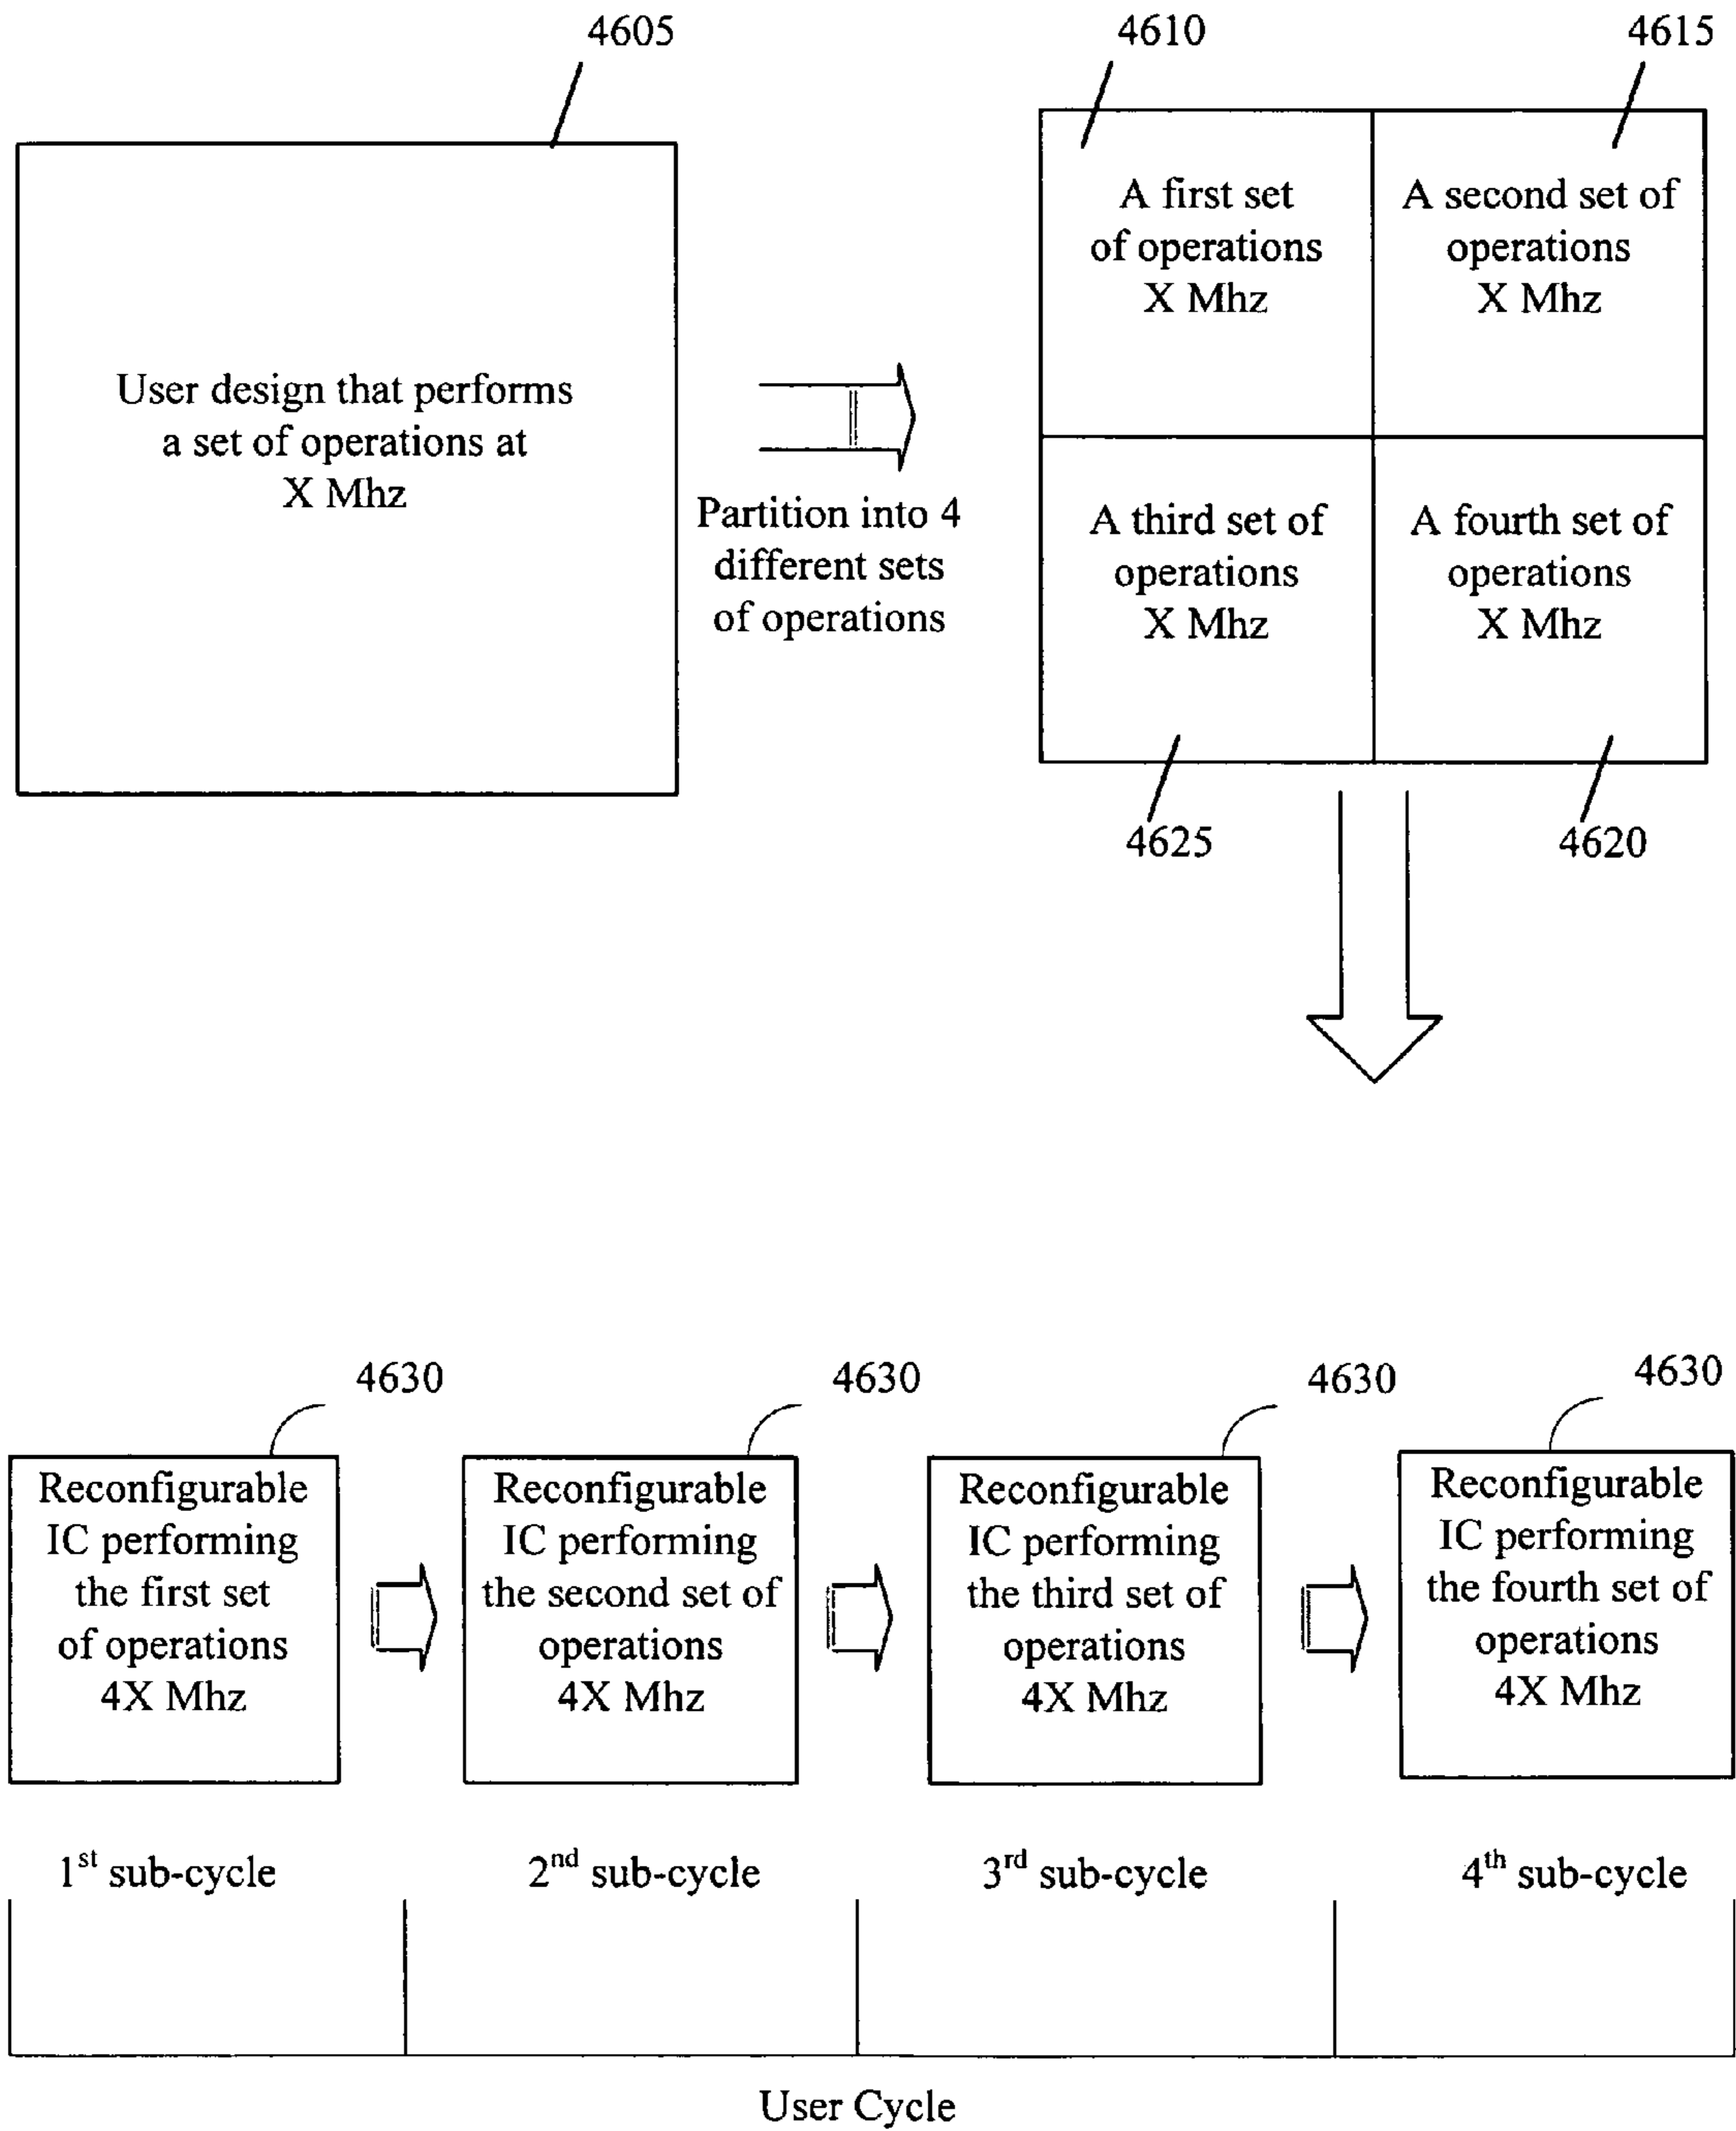 4605
4610
4615
User design that performs
a set of operations at
X Mhz
Partition into 4
different sets
of operations
A first set
of operations
X Mhz
A second set of
operations
X Mhz
A third set of
operations
X Mhz
A fourth set of
operations
X Mhz
4625
4620
4630
4630
4630
4630
Reconfigurable
IC performing
the first set
of operations
4X Mhz
Reconfigurable
IC performing
the second set of
operations
4X Mhz
Reconfigurable
IC performing
the third set of
operations
4X Mhz
Reconfigurable
IC performing
the fourth set of
operations
4X Mhz
1st sub-cycle
2nd sub-cycle
3rd sub-cycle
4th sub-cycle
User Cycle